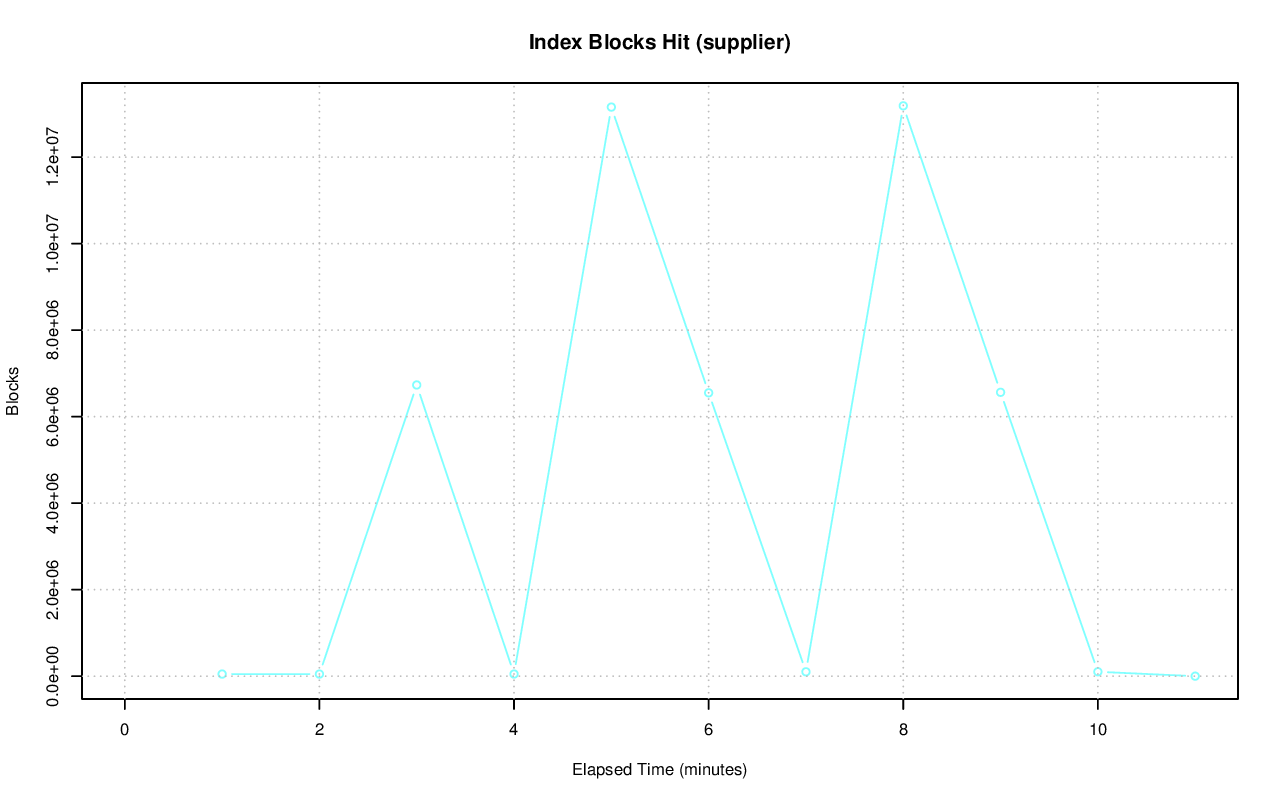 Index Blocks Hit (supplier)
1.2e+07
1.0e+07
8.0e+06
6.0e+06
4.0e+06
2.0e+06
0.0e+00
Blocks
0 2 4 6 8 10
Elapsed Time (minutes)